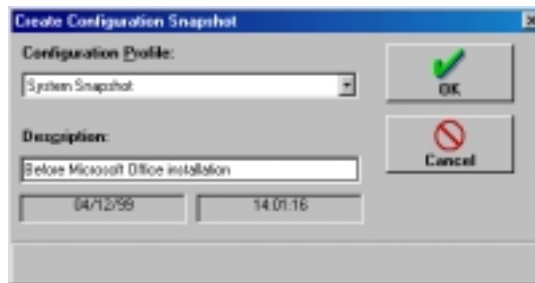 Create Configuration Snapshot
Configuration Profile:
System Snapshot
OK
Description:
Before Microsoft Office installation
Cancel
04/12/99
14:01:16